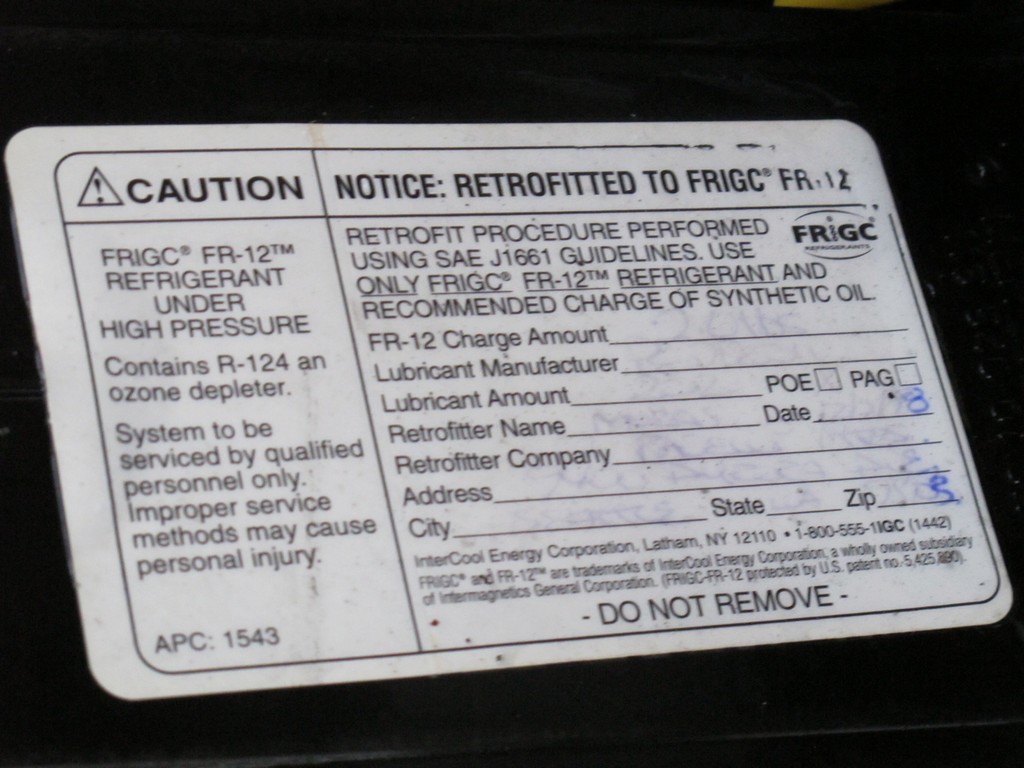 CAUTION
FRIGC® FR-12™
REFRIGERANT
UNDER
HIGH PRESSURE
Contains R-124 an
ozone depleter.
System to be
serviced by qualified
personnel only.
Improper service
methods may cause
personal injury.
APC: 1543
NOTICE: RETROFITTED TO FRIGC® FR-12
RETROFIT PROCEDURE PERFORMED
USING SAE J1661 GUIDELINES. USE
ONLY FRIGC® FR-12™ REFRIGERANT AND
RECOMMENDED CHARGE OF SYNTHETIC OIL.
FRIGC®
REFRIGERANTS
FR-12 Charge Amount
Lubricant Manufacturer
Lubricant Amount POE PAG
Retrofitter Name Date 8
Retrofitter Company
Address
City State Zip
InterCool Energy Corporation, Latham, NY 12110 • 1-800-555-1IGC (1442)
FRIGC® and FR-12™ are trademarks of InterCool Energy Corporation, a wholly owned subsidiary
of Intermagnetics General Corporation. (FRIGC-FR-12 protected by U.S. patent no. 5,425,890).
- DO NOT REMOVE -